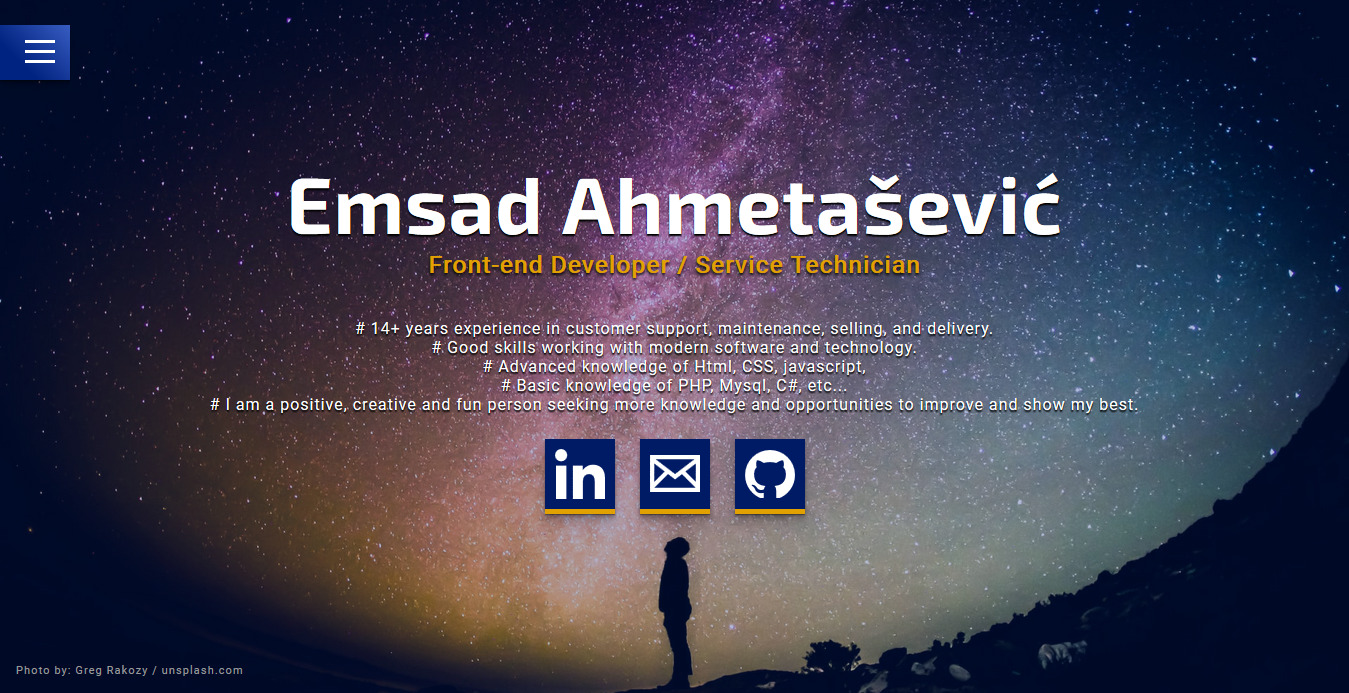 Emsad Ahmetašević
Front-end Developer / Service Technician
# 14+ years experience in customer support, maintenance, selling, and delivery.
# Good skills working with modern software and technology.
# Advanced knowledge of Html, CSS, javascript,
# Basic knowledge of PHP, Mysql, C#, etc...
# I am a positive, creative and fun person seeking more knowledge and opportunities to improve and show my best.
in
Photo by: Greg Rakozy / unsplash.com